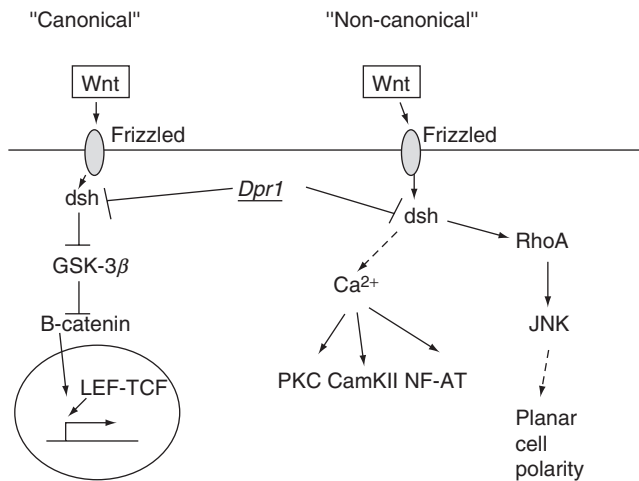 "Canonical"
"Non-canonical"
Wnt
Wnt
Frizzled
Frizzled
dsh
Dpr1
dsh
RhoA
GSK-3β
Ca2+
B-catenin
JNK
LEF-TCF
PKC CamKII NF-AT
Planar
cell
polarity